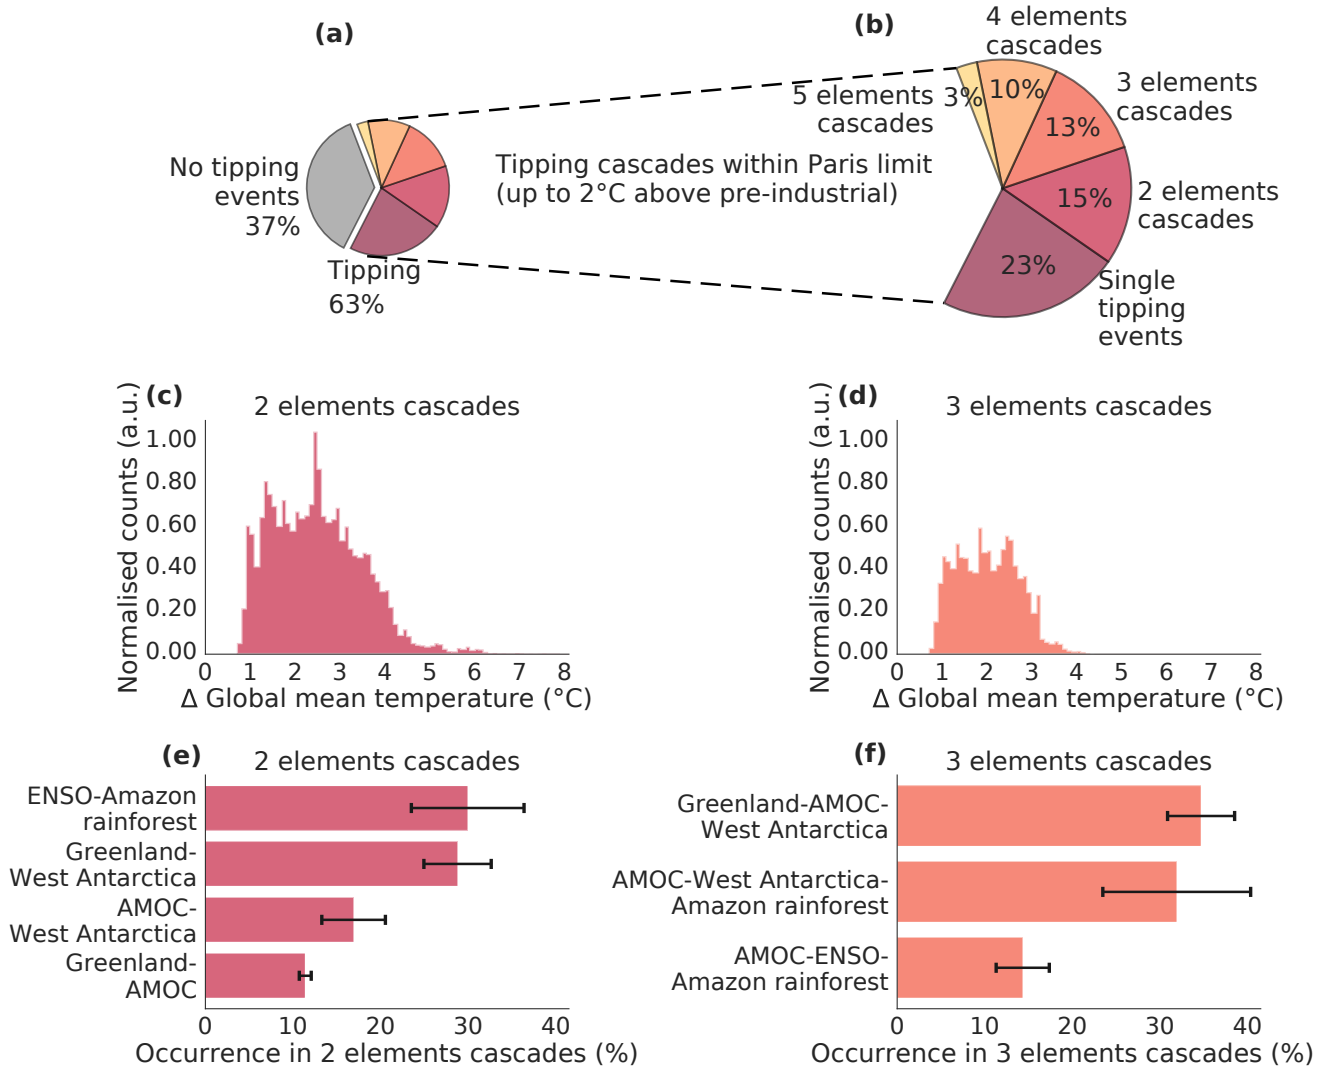 (a)
No tipping
events
37%
Tipping
63%
Tipping cascades within Paris limit
(up to 2°C above pre-industrial)
(b)
4 elements
cascades
5 elements
cascades
3%
10%
3 elements
cascades
13%
2 elements
cascades
15%
23%
Single
tipping
events
(c)
2 elements cascades
Normalised counts (a.u.)
1.00
0.80
0.60
0.40
0.20
0.00
0 1 2 3 4 5 6 7 8
Δ Global mean temperature (°C)
(d)
3 elements cascades
Normalised counts (a.u.)
1.00
0.80
0.60
0.40
0.20
0.00
0 1 2 3 4 5 6 7 8
Δ Global mean temperature (°C)
(e)
2 elements cascades
ENSO-Amazon
rainforest
Greenland-
West Antarctica
AMOC-
West Antarctica
Greenland-
AMOC
0 10 20 30 40
Occurrence in 2 elements cascades (%)
(f)
3 elements cascades
Greenland-AMOC-
West Antarctica
AMOC-West Antarctica-
Amazon rainforest
AMOC-ENSO-
Amazon rainforest
0 10 20 30 40
Occurrence in 3 elements cascades (%)